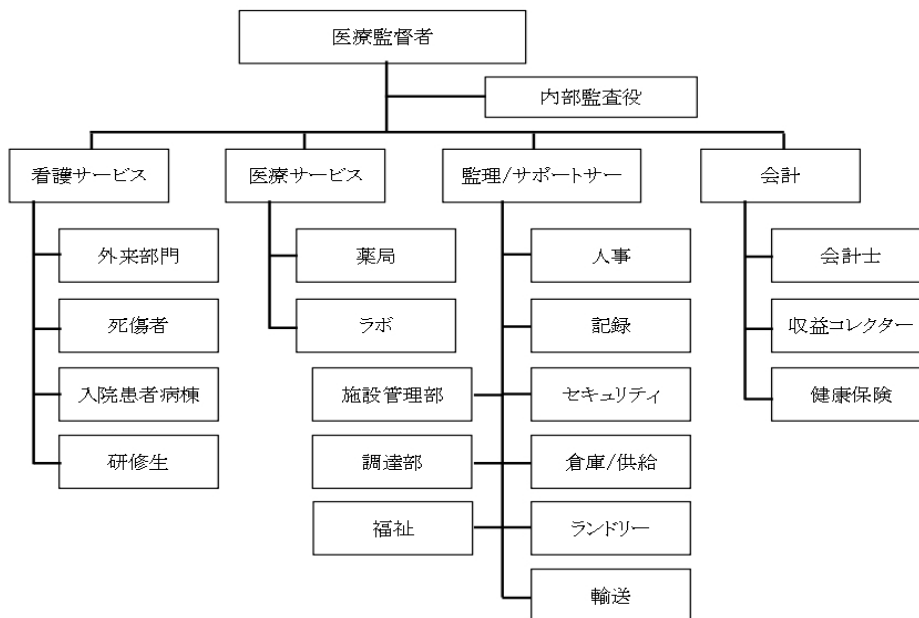 医療監督者
内部監査役
看護サービス
医療サービス
監理/サポートサー
会計
外来部門
死傷者
入院患者病棟
研修生
薬局
ラボ
人事
記録
施設管理部
セキュリティ
調達部
倉庫/供給
福祉
ランドリー
輸送
会計士
収益コレクター
健康保険